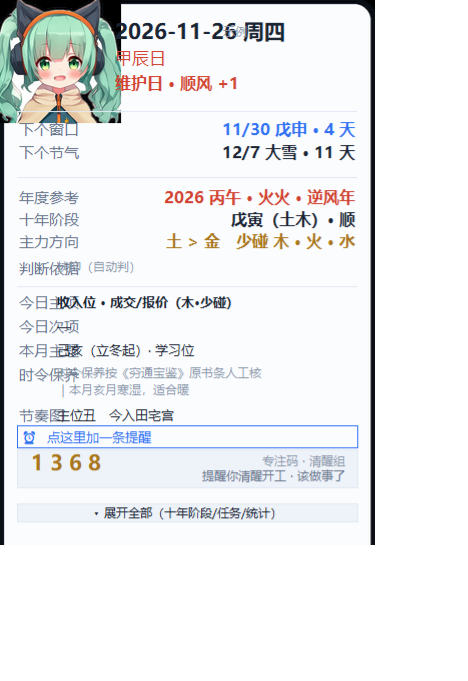 2026-11-26 周四
甲辰日
维护日 • 顺风 +1
下个窗口 11/30 戊申 • 4 天
下个节气 12/7 大雪 • 11 天
年度参考 2026 丙午 • 火火 • 逆风年
十年阶段 戊寅（土木）• 顺
主力方向 土 > 金 少碰 木 • 火 • 水
判断依据 （自动判）
今日主 收入位 • 成交/报价（木•少碰）
今日次项
本月主 己亥（立冬起）· 学习位
时令保养 保养按《穷通宝鉴》原书条人工核
| 本月亥月寒湿，适合暖
节奏图 主位丑 今入田宅宫
⏰ 点这里加一条提醒
1 3 6 8 专注码 · 清醒组
提醒你清醒开工 · 该做事了
▾ 展开全部（十年阶段/任务/统计）